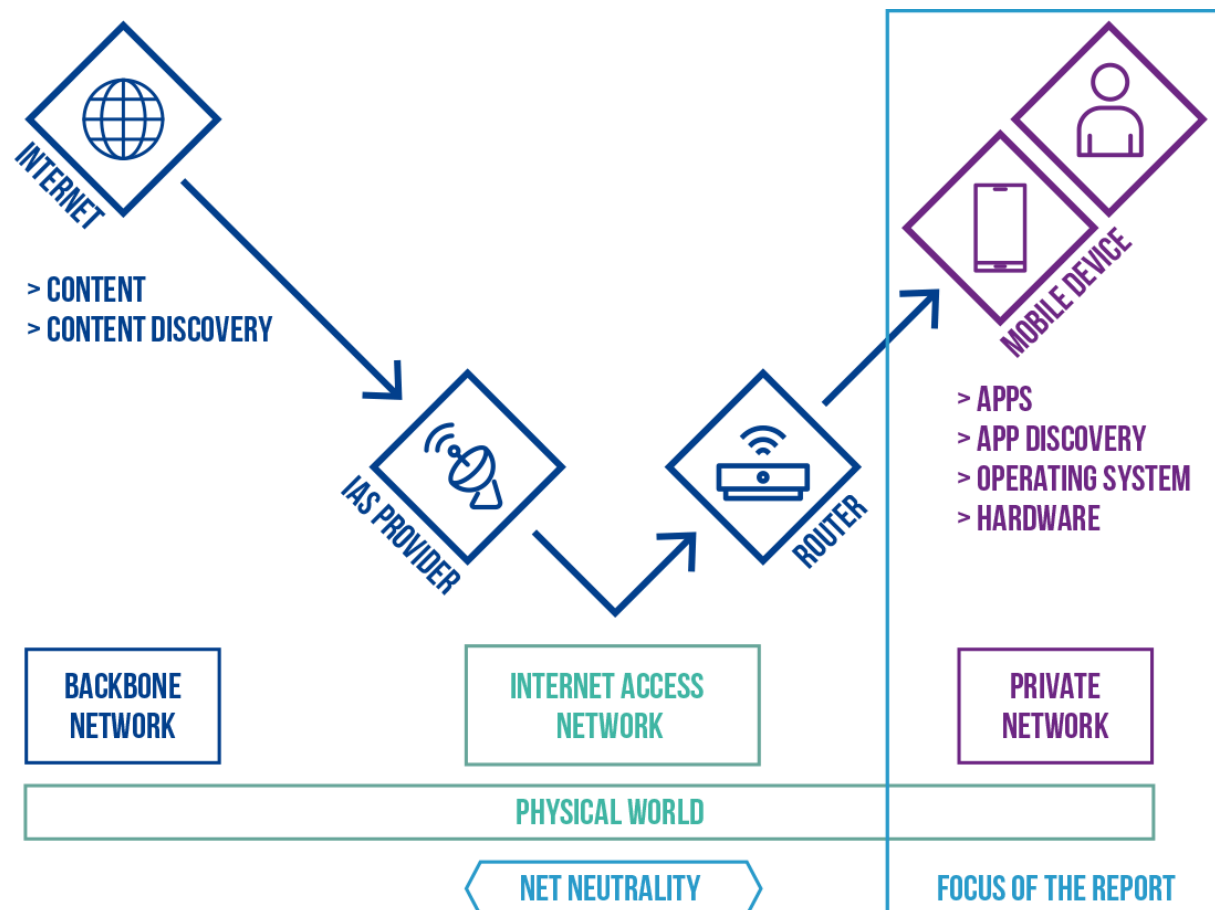 INTERNET
> CONTENT
> CONTENT DISCOVERY
IAS PROVIDER
ROUTER
MOBILE DEVICE
> APPS
> APP DISCOVERY
> OPERATING SYSTEM
> HARDWARE
BACKBONE
NETWORK
INTERNET ACCESS
NETWORK
PRIVATE
NETWORK
PHYSICAL WORLD
NET NEUTRALITY
FOCUS OF THE REPORT